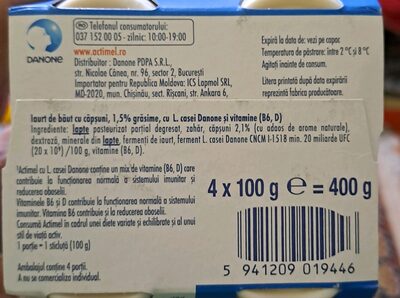 DANONE
RO Telefonul consumatorului:
037 152 00 05 - zilnic: 10:00-19:00
www.actimel.ro
Distribuitor : Danone PDPA S.R.L.,
str. Nicolae Cânea, nr. 96, sector 2, București
Importator pentru Republica Moldova: ICS Lapmol SRL,
MD-2020, mun. Chișinău, sect. Rîșcani, str. Ankara 6,
Expiră la data de: vezi pe capac
Temperatura de păstrare: între 2 °C și 8 °C
Agitați înainte de consum.
Litera printată după data expirării
reprezintă fabrica producătoare.
Iaurt de băut cu căpșuni, 1,5% grăsime, cu L. casei Danone și vitamine (B6, D)
Ingrediente: lapte pasteurizat parțial degresat, zahăr, căpșuni 2,1% (cu adaos de arome naturale),
dextroză, minerale din lapte, fermenți de iaurt, ferment L. casei Danone CNCM I-1518 min. 20 miliarde UFC
(20 x 10⁹) /100 g, vitamine (B6, D).
¹Actimel cu L. Casei Danone conține un mix de vitamine (B6, D) care
contribuie la funcționarea normală a sistemului imunitar și la
reducerea oboselii.
Vitaminele B6 și D contribuie la funcționarea normală a sistemului
imunitar. Vitamina B6 contribuie și la reducerea oboselii.
Consumă Actimel în cadrul unei diete variate și echilibrate și al unui
stil de viață activ.
1 porție = 1 sticluță (100 g)
Ambalajul conține 4 porții.
A nu se comercializa individual.
4 x 100 g ℮ = 400 g
5 941209 019446